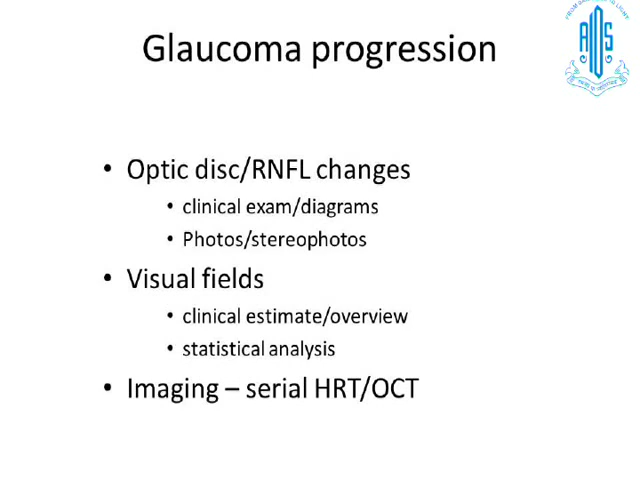 Glaucoma progression
AIOS
• Optic disc/RNFL changes
• clinical exam/diagrams
• Photos/stereophotos
• Visual fields
• clinical estimate/overview
• statistical analysis
• Imaging – serial HRT/OCT